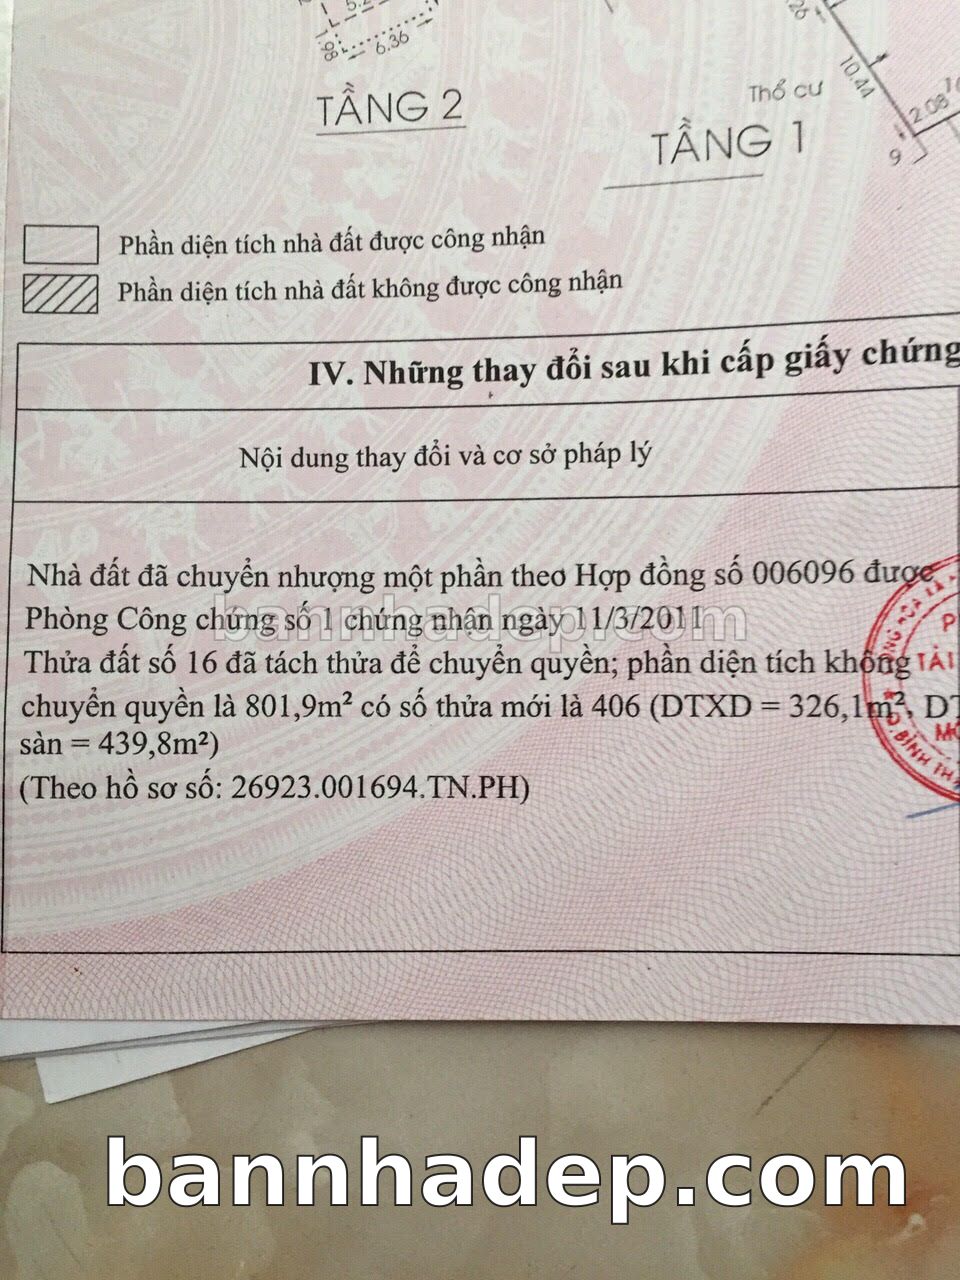 5.2
6.36
1.68
TẦNG 2
.26
10.44
2.08
9
Thổ cư
TẦNG 1
Phần diện tích nhà đất được công nhận
Phần diện tích nhà đất không được công nhận
IV. Những thay đổi sau khi cấp giấy chứng
Nội dung thay đổi và cơ sở pháp lý
Nhà đất đã chuyển nhượng một phần theo Hợp đồng số 006096 được
Phòng Công chứng số 1 chứng nhận ngày 11/3/2011
bannhadep.com
Thửa đất số 16 đã tách thửa để chuyển quyền; phần diện tích không
chuyển quyền là 801,9m² có số thửa mới là 406 (DTXD = 326,1m², DT
sàn = 439,8m²)
(Theo hồ sơ số: 26923.001694.TN.PH)
TÀI
BÌNH
bannhadep.com